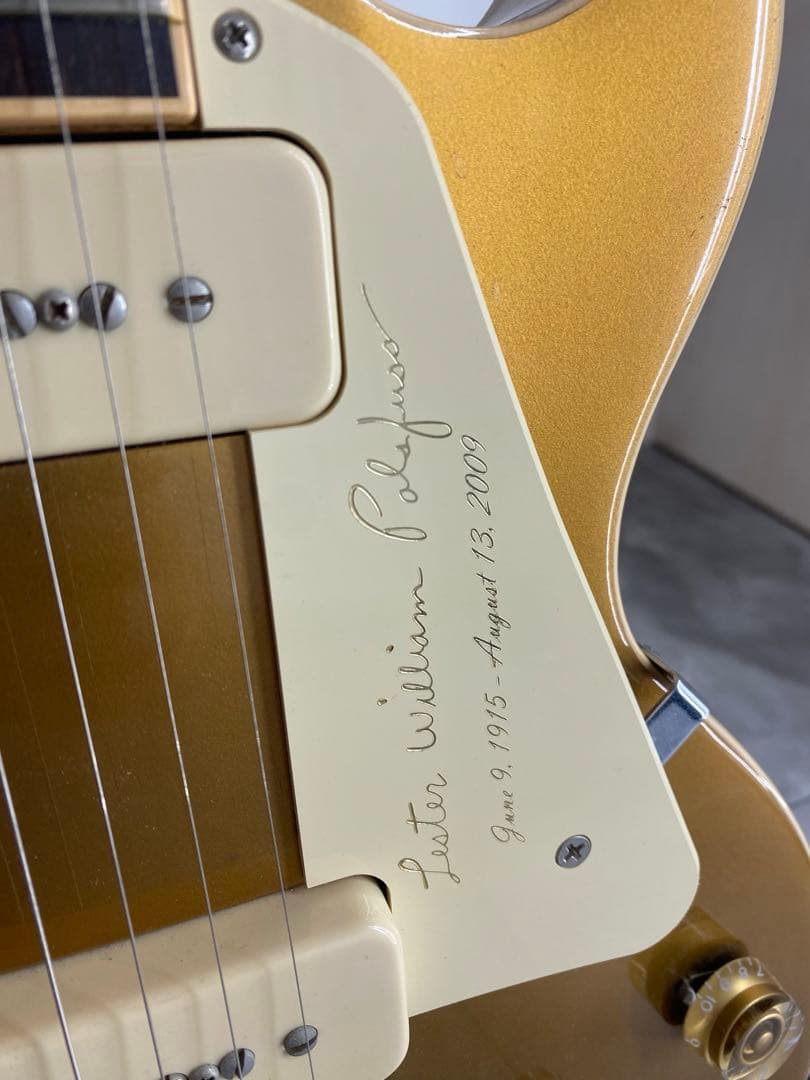 Lester William Polsfuss
June 9, 1915 - August 13, 2009